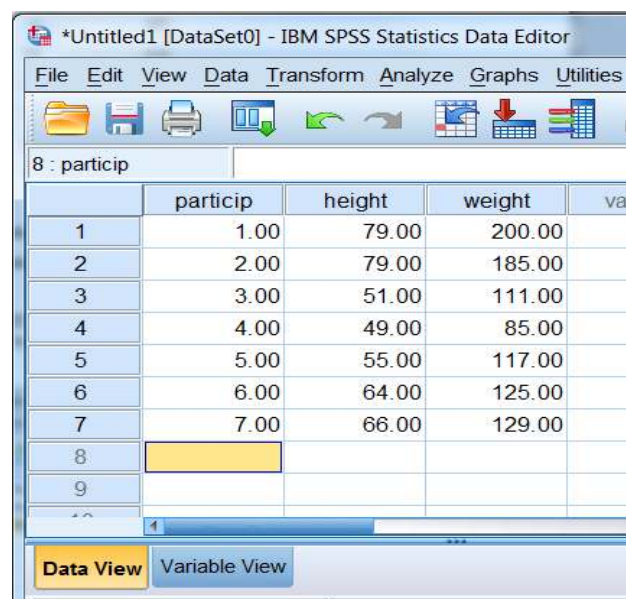 *Untitled1 [DataSet0] - IBM SPSS Statistics Data Editor
File Edit View Data Transform Analyze Graphs Utilities
8 : particip
particip height weight va
1 1.00 79.00 200.00
2 2.00 79.00 185.00
3 3.00 51.00 111.00
4 4.00 49.00 85.00
5 5.00 55.00 117.00
6 6.00 64.00 125.00
7 7.00 66.00 129.00
8
9
Data View Variable View